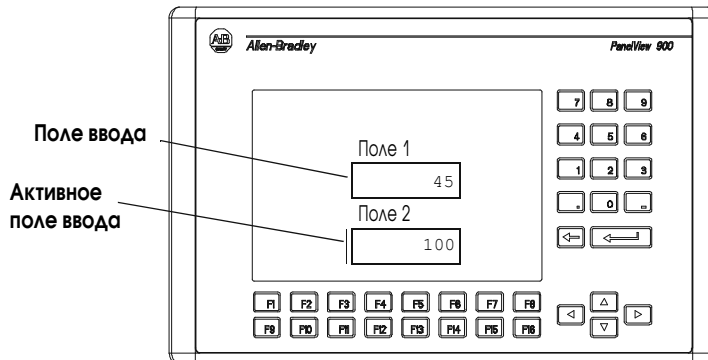 AB
Allen-Bradley
PanelView 900
Поле ввода
Поле 1
45
Активное
поле ввода
Поле 2
100
7 8 9
4 5 6
1 2 3
. 0 -
F1 F2 F3 F4 F5 F6 F7 F8
F9 F10 F11 F12 F13 F14 F15 F16